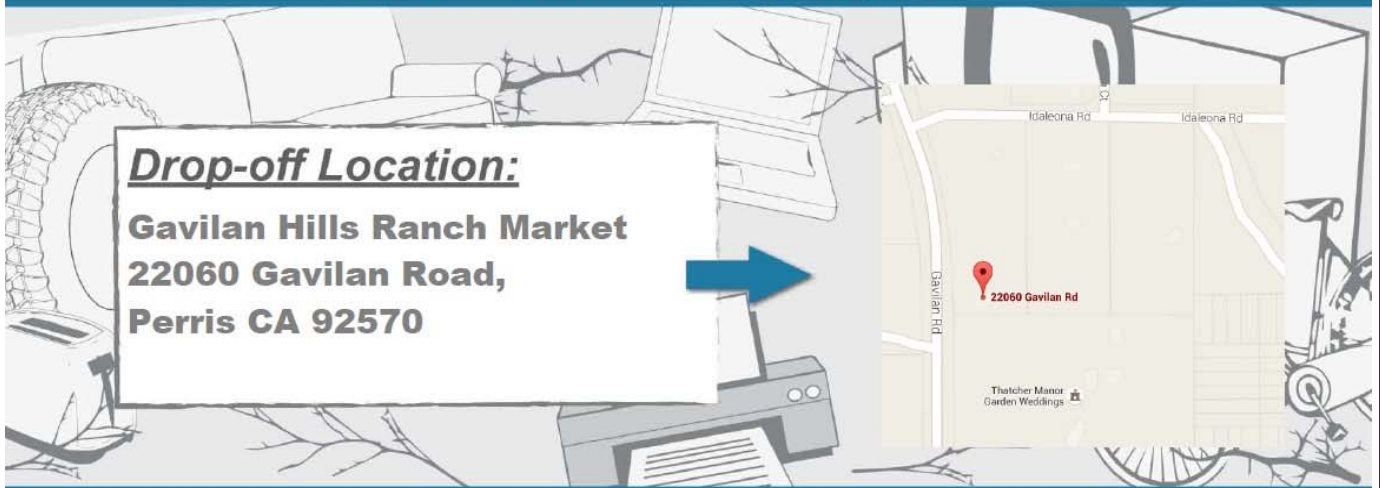 Drop-off Location:
Gavilan Hills Ranch Market
22060 Gavilan Road,
Perris CA 92570
Ct
Idaleona Rd
Idaleona Rd
Gavilan Rd
22060 Gavilan Rd
Thatcher Manor
Garden Weddings